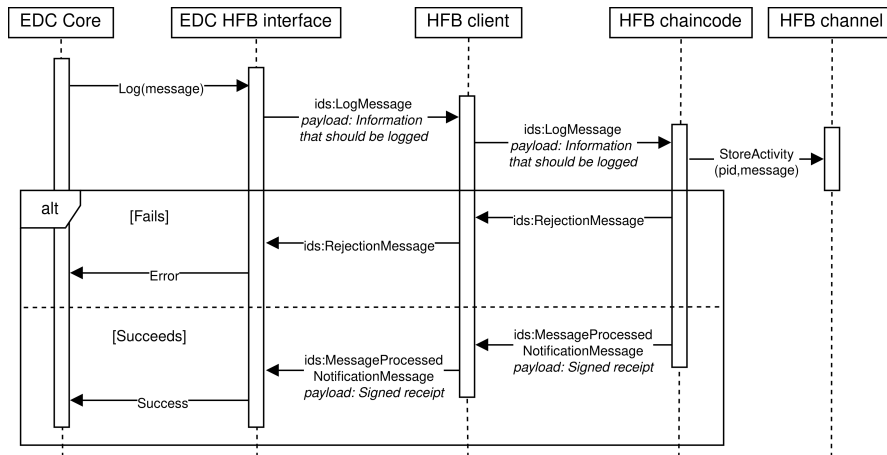 EDC Core
EDC HFB interface
HFB client
HFB chaincode
HFB channel
Log(message)
ids:LogMessage
payload: Information
that should be logged
ids:LogMessage
payload: Information
that should be logged
StoreActivity
(pid,message)
alt
[Fails]
ids:RejectionMessage
ids:RejectionMessage
Error
[Succeeds]
ids:MessageProcessed
NotificationMessage
payload: Signed receipt
ids:MessageProcessed
NotificationMessage
payload: Signed receipt
Success